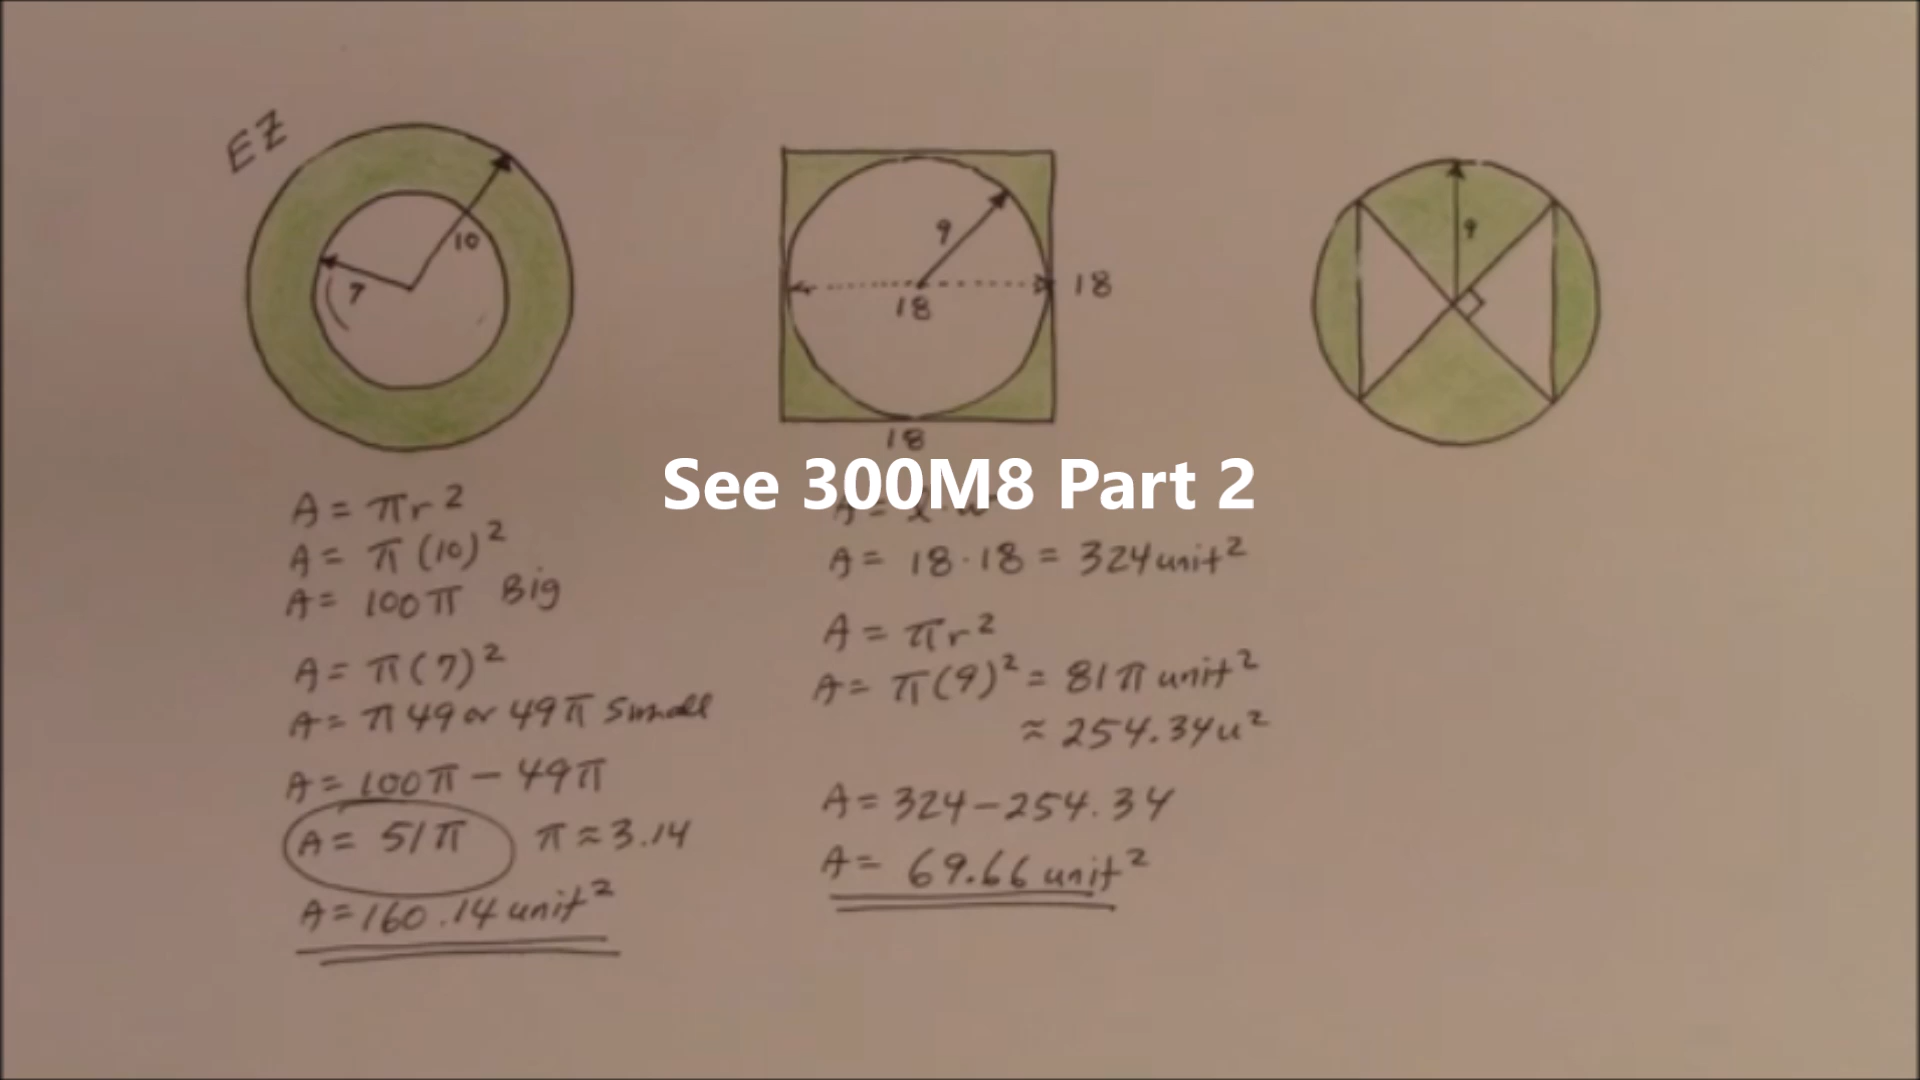 EZ
10
7
9
18
18
18
9
See 300M8 Part 2
A = πr²
A = π(10)²
A = 100π Big
A = π(7)²
A = π49 or 49π Small
A = 100π − 49π
A = 51π π ≈ 3.14
A = 160.14 unit²
A = 18·18 = 324 unit²
A = πr²
A = π(9)² = 81π unit²
≈ 254.34u²
A = 324 − 254.34
A = 69.66 unit²